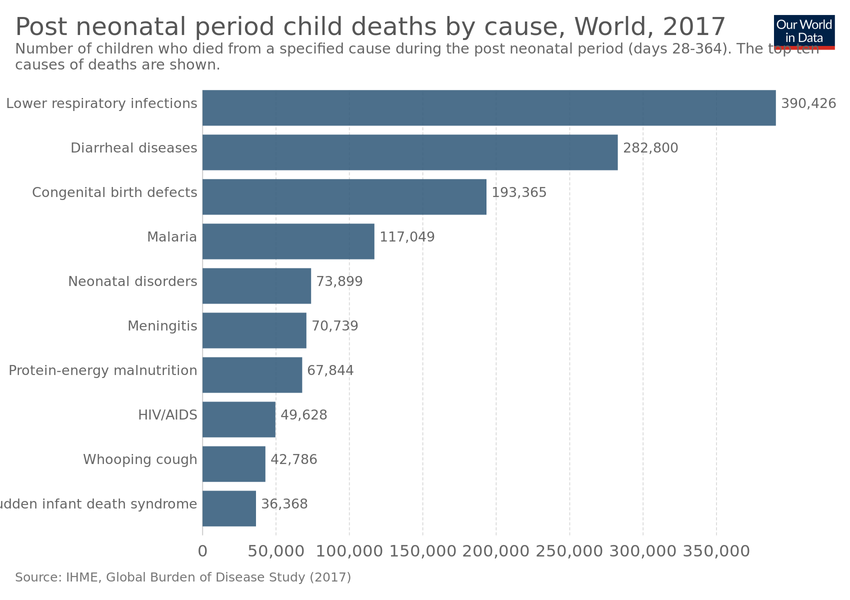 Post neonatal period child deaths by cause, World, 2017
Our World
in Data
Number of children who died from a specified cause during the post neonatal period (days 28-364). The top ten
causes of deaths are shown.
Lower respiratory infections 390,426
Diarrheal diseases 282,800
Congenital birth defects 193,365
Malaria 117,049
Neonatal disorders 73,899
Meningitis 70,739
Protein-energy malnutrition 67,844
HIV/AIDS 49,628
Whooping cough 42,786
udden infant death syndrome 36,368
0 50,000 100,000 150,000 200,000 250,000 300,000 350,000
Source: IHME, Global Burden of Disease Study (2017)